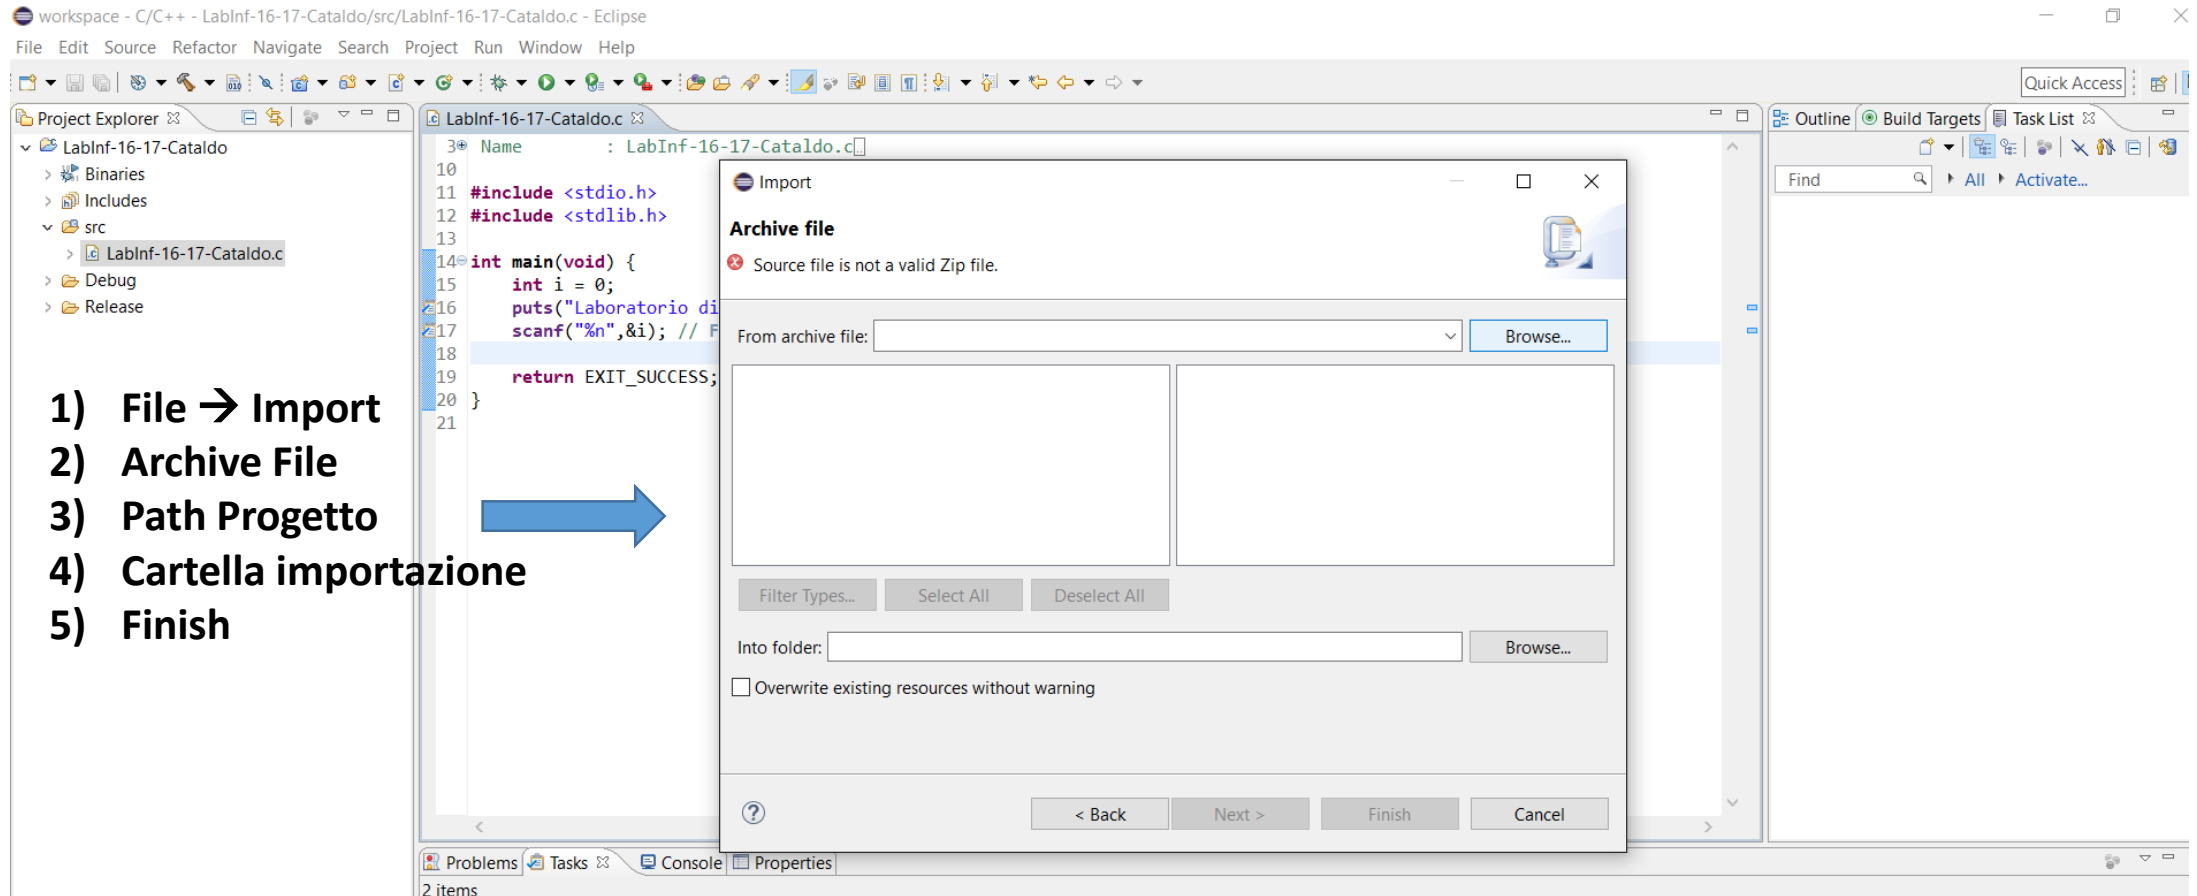 workspace - C/C++ - LabInf-16-17-Cataldo/src/LabInf-16-17-Cataldo.c - Eclipse
File Edit Source Refactor Navigate Search Project Run Window Help
Quick Access
Project Explorer
LabInf-16-17-Cataldo
Binaries
Includes
src
LabInf-16-17-Cataldo.c
Debug
Release
1) File → Import
2) Archive File
3) Path Progetto
4) Cartella importazione
5) Finish
LabInf-16-17-Cataldo.c
3 Name : LabInf-16-17-Cataldo.c
10
11 #include <stdio.h>
12 #include <stdlib.h>
13
14 int main(void) {
15 int i = 0;
16 puts("Laboratorio di
17 scanf("%n",&i); // F
18
19 return EXIT_SUCCESS;
20 }
21
Import
Archive file
Source file is not a valid Zip file.
From archive file:
Browse...
Filter Types...
Select All
Deselect All
Into folder:
Browse...
Overwrite existing resources without warning
< Back
Next >
Finish
Cancel
Outline
Build Targets
Task List
Find
All
Activate...
Problems
Tasks
Console
Properties
2 items